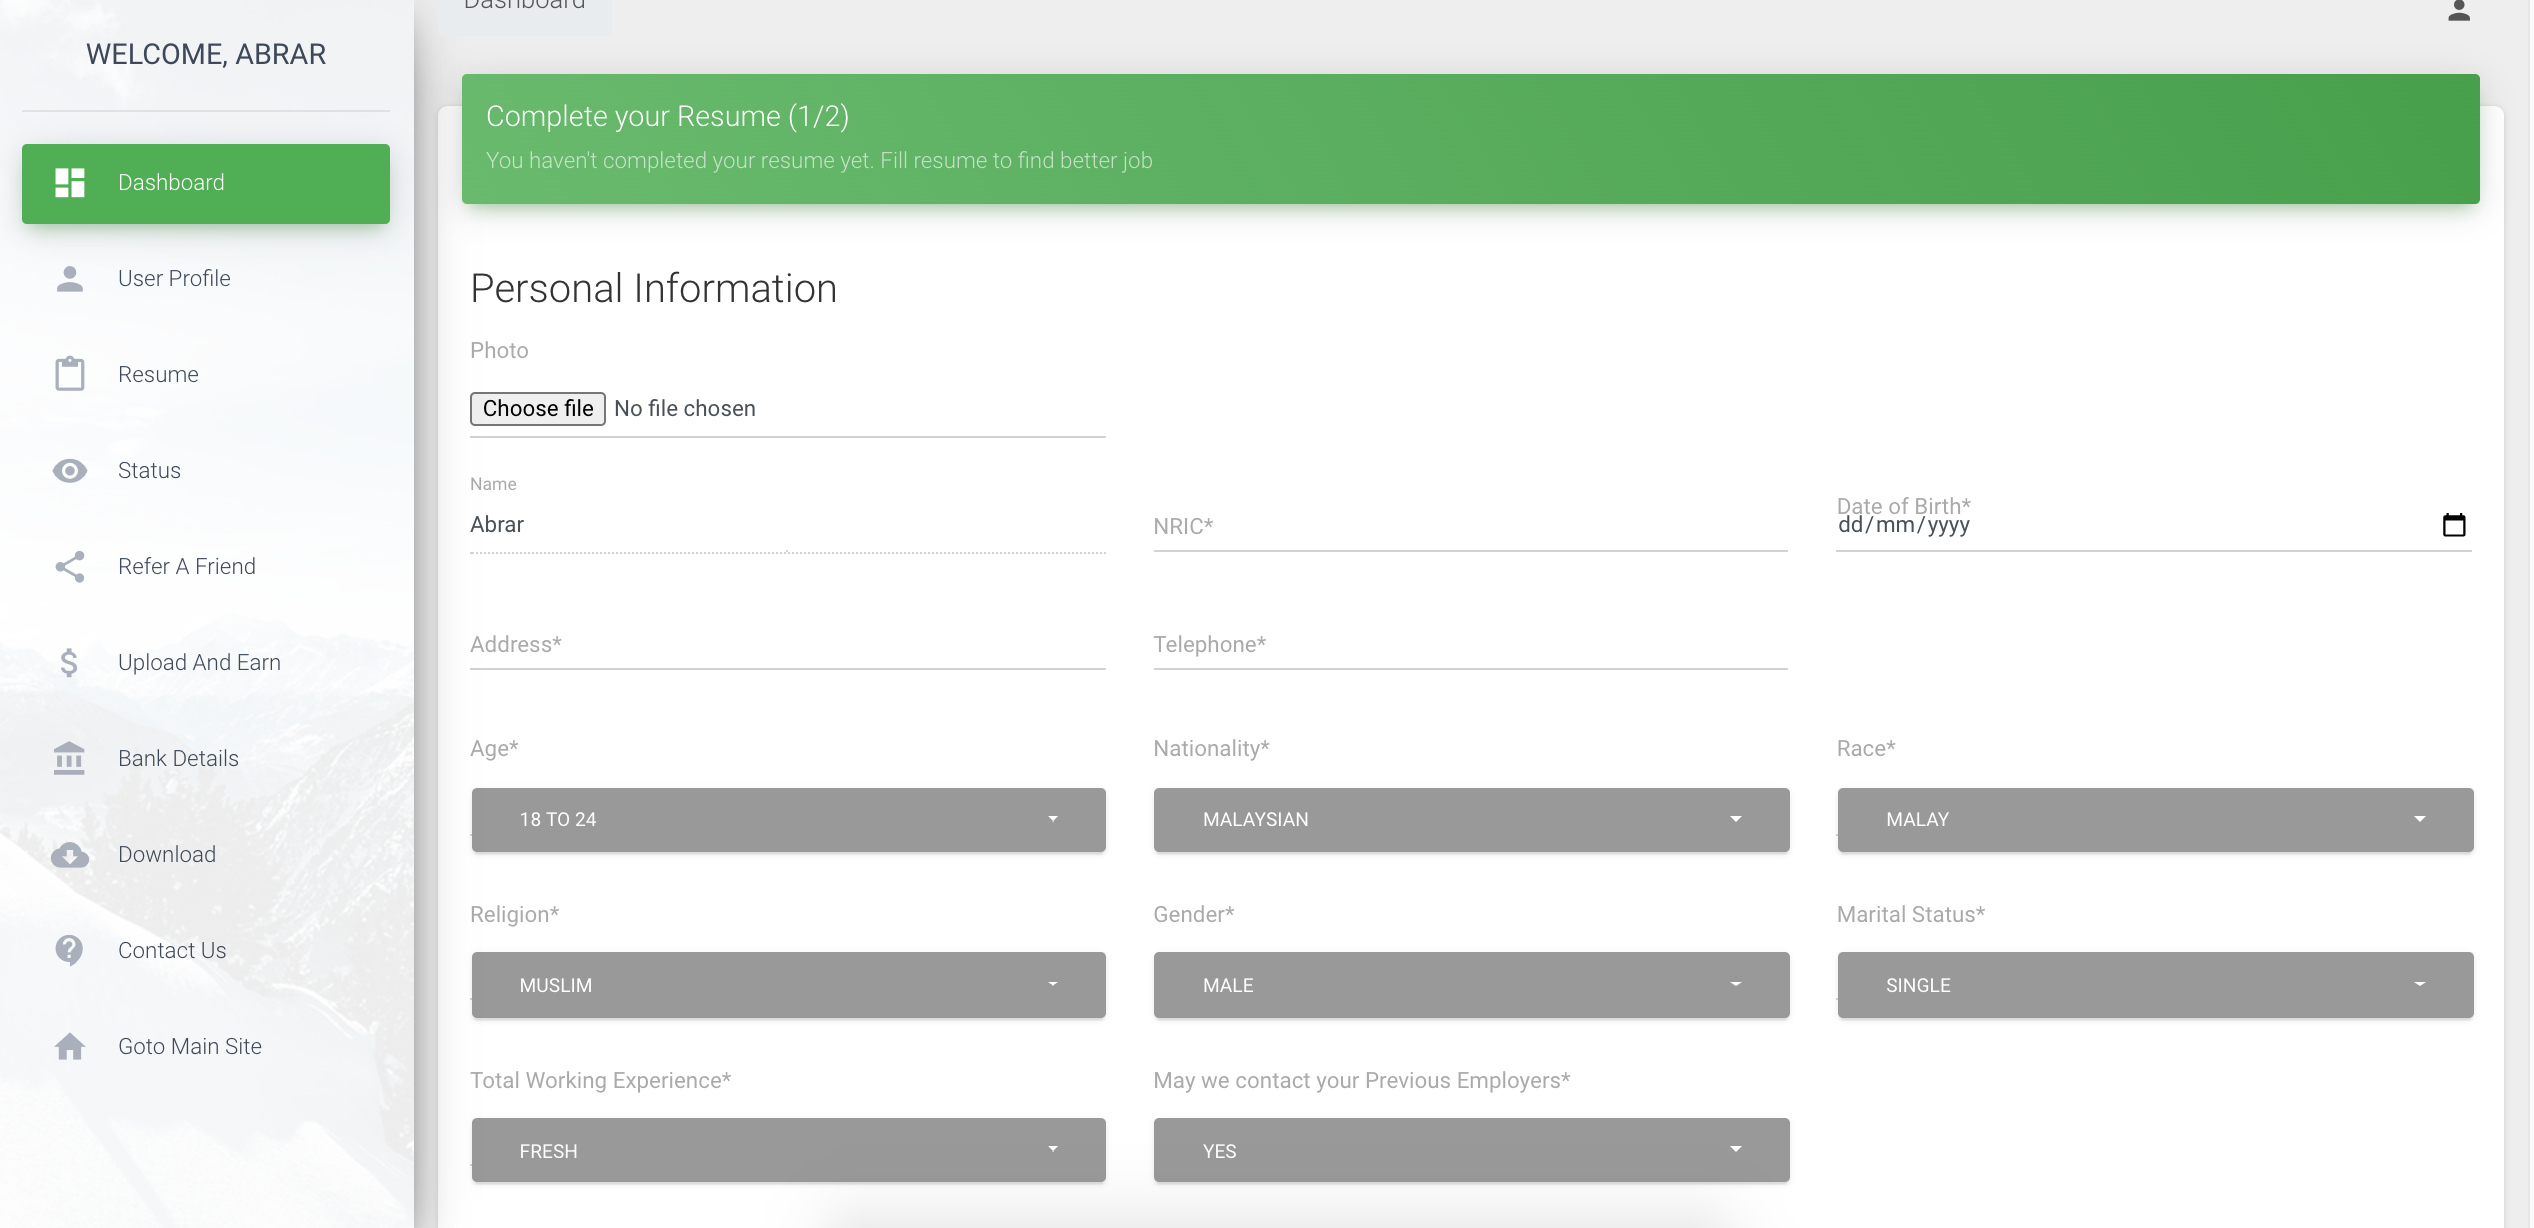 WELCOME, ABRAR
Dashboard
User Profile
Resume
Status
Refer A Friend
Upload And Earn
Bank Details
Download
Contact Us
Goto Main Site
Dashboard
Complete your Resume (1/2)
You haven't completed your resume yet. Fill resume to find better job
Personal Information
Photo
Choose file No file chosen
Name
Abrar
NRIC*
Date of Birth*
dd/mm/yyyy
Address*
Telephone*
Age*
Nationality*
Race*
18 TO 24
MALAYSIAN
MALAY
Religion*
Gender*
Marital Status*
MUSLIM
MALE
SINGLE
Total Working Experience*
May we contact your Previous Employers*
FRESH
YES